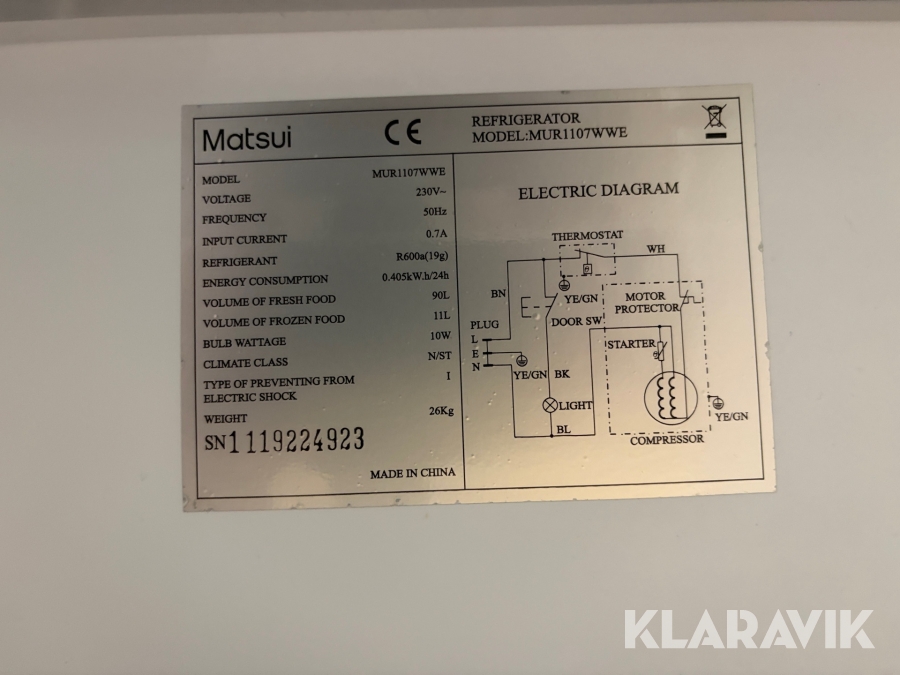 Matsui
CE
REFRIGERATOR
MODEL:MUR1107WWE
MODEL MUR1107WWE
VOLTAGE 230V~
FREQUENCY 50Hz
INPUT CURRENT 0.7A
REFRIGERANT R600a(19g)
ENERGY CONSUMPTION 0.405kW.h/24h
VOLUME OF FRESH FOOD 90L
VOLUME OF FROZEN FOOD 11L
BULB WATTAGE 10W
CLIMATE CLASS N/ST
TYPE OF PREVENTING FROM I
ELECTRIC SHOCK
WEIGHT 26Kg
SN1119224923
MADE IN CHINA
ELECTRIC DIAGRAM
THERMOSTAT
WH
BN
YE/GN
MOTOR
PROTECTOR
DOOR SW
PLUG
L
E
N
YE/GN
STARTER
BK
LIGHT
BL
YE/GN
COMPRESSOR
KLARAVIK